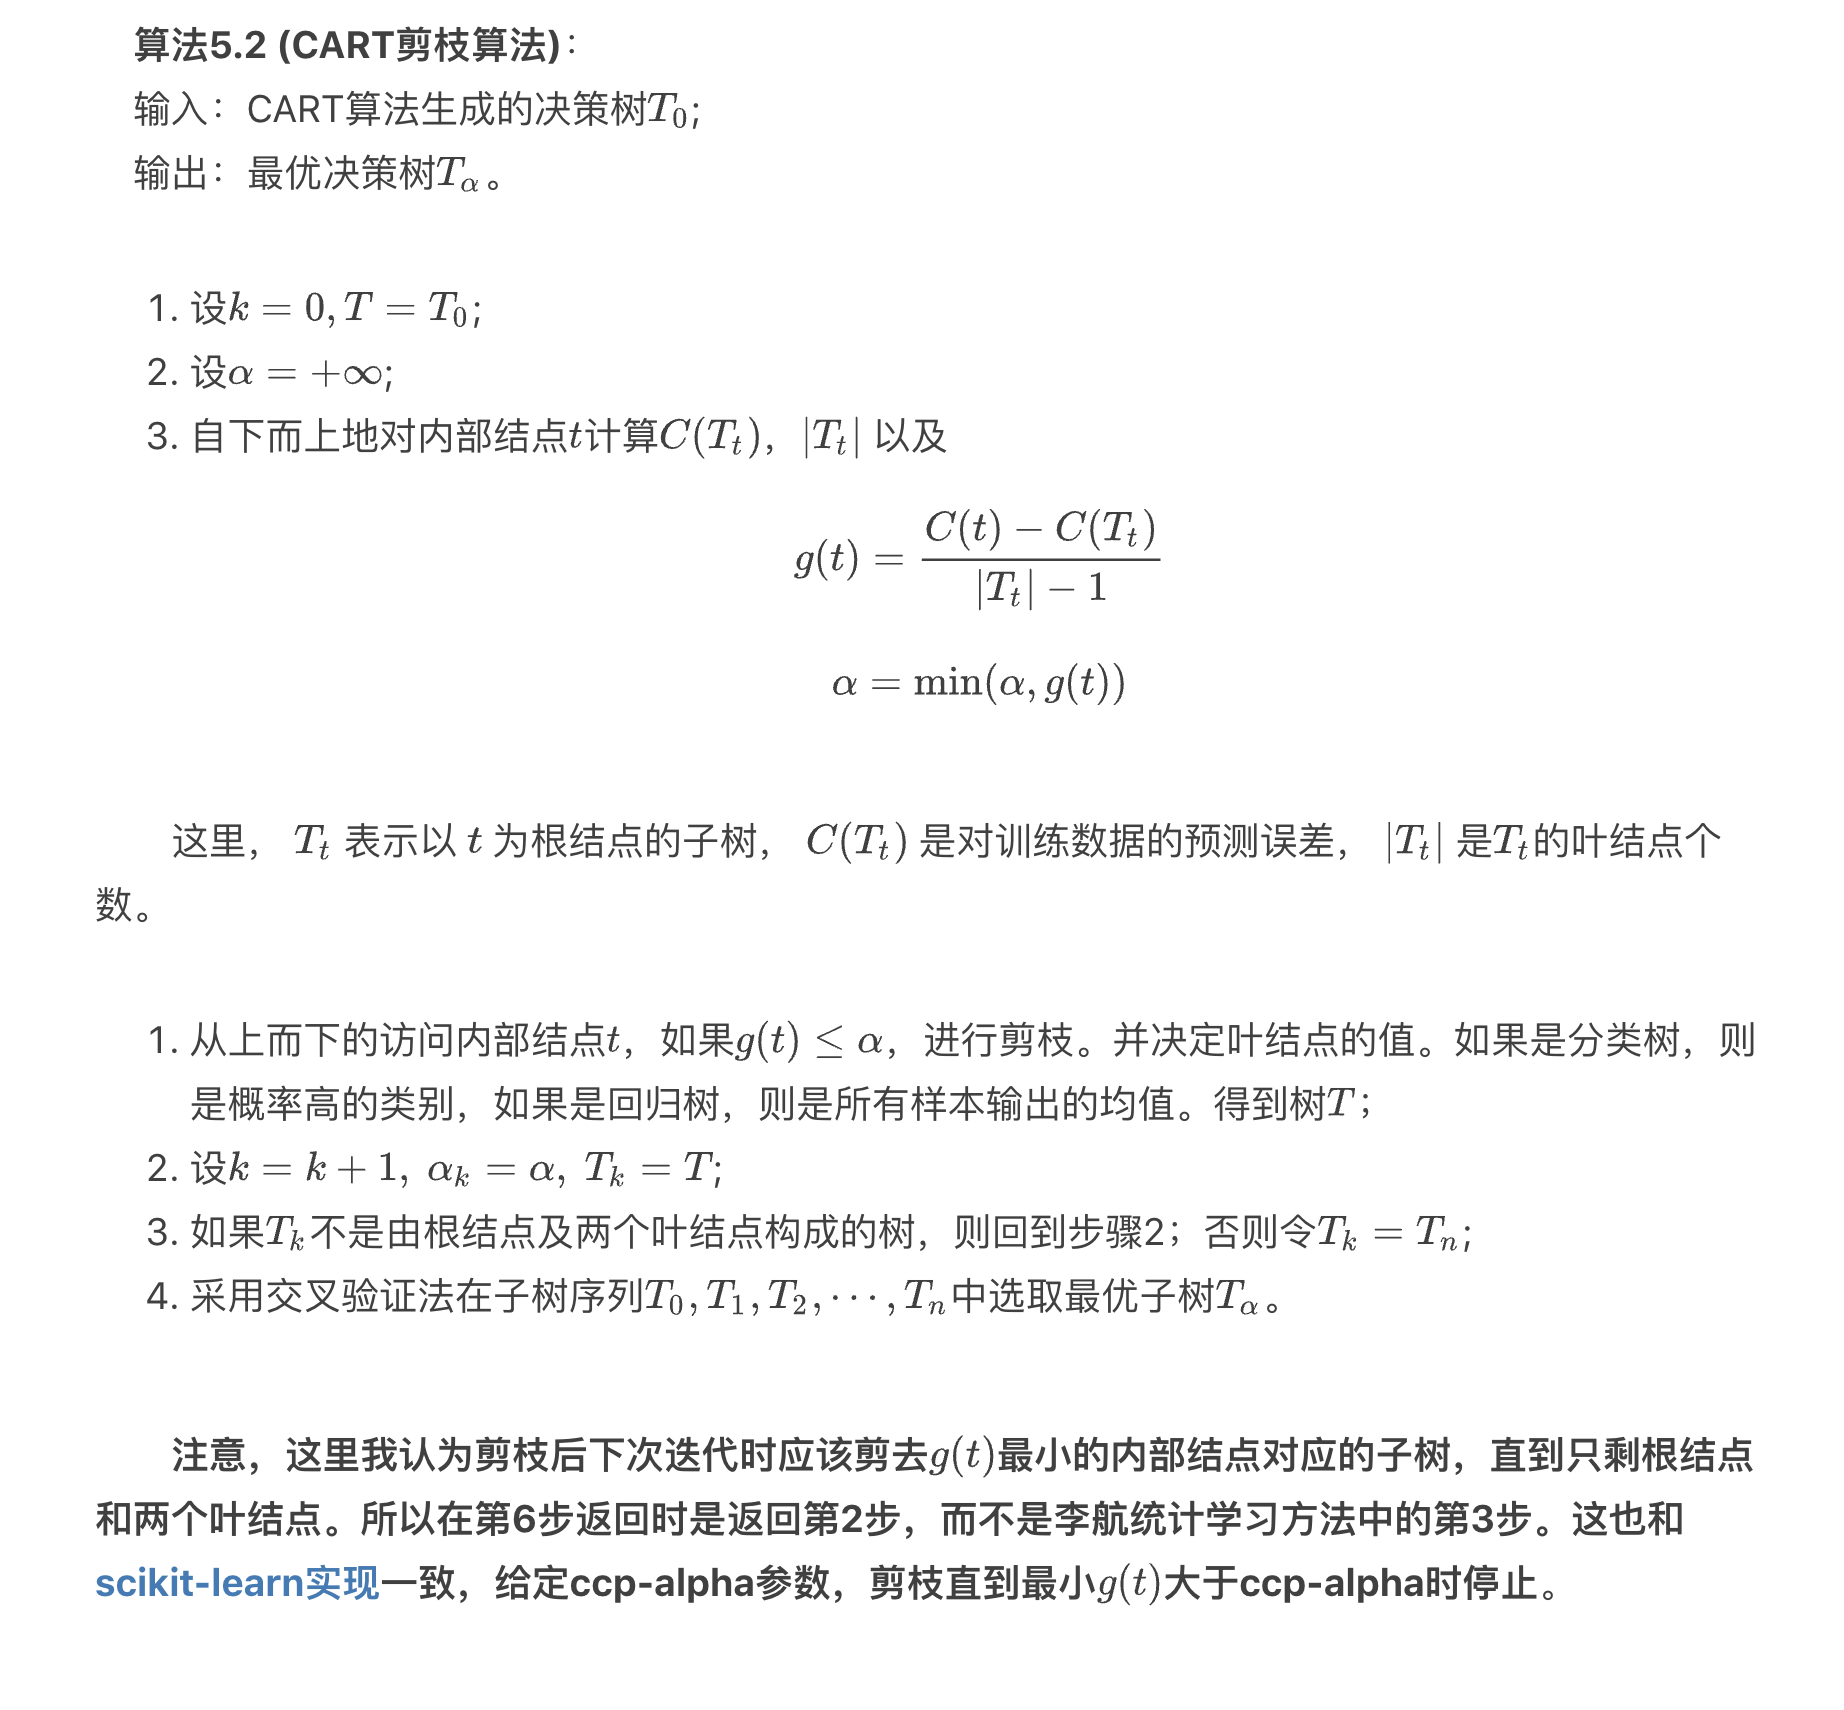 算法5.2 (CART剪枝算法)：
输入：CART算法生成的决策树$T_0$;
输出：最优决策树$T_\alpha$。
1. 设$k = 0, T = T_0$;
2. 设$\alpha = +\infty$;
3. 自下而上地对内部结点$t$计算$C(T_t)$，$|T_t|$ 以及
$g(t) = \frac{C(t) - C(T_t)}{|T_t| - 1}$
$\alpha = \min(\alpha, g(t))$
这里， $T_t$ 表示以 $t$ 为根结点的子树， $C(T_t)$ 是对训练数据的预测误差， $|T_t|$ 是$T_t$的叶结点个
数。
1. 从上而下的访问内部结点$t$，如果$g(t) \leq \alpha$，进行剪枝。并决定叶结点的值。如果是分类树，则
是概率高的类别，如果是回归树，则是所有样本输出的均值。得到树$T$；
2. 设$k = k + 1, \alpha_k = \alpha, T_k = T$;
3. 如果$T_k$不是由根结点及两个叶结点构成的树，则回到步骤2；否则令$T_k = T_n$;
4. 采用交叉验证法在子树序列$T_0, T_1, T_2, \cdots, T_n$中选取最优子树$T_\alpha$。
注意，这里我认为剪枝后下次迭代时应该剪去$g(t)$最小的内部结点对应的子树，直到只剩根结点
和两个叶结点。所以在第6步返回时是返回第2步，而不是李航统计学习方法中的第3步。这也和
scikit-learn实现一致，给定ccp-alpha参数，剪枝直到最小$g(t)$大于ccp-alpha时停止。